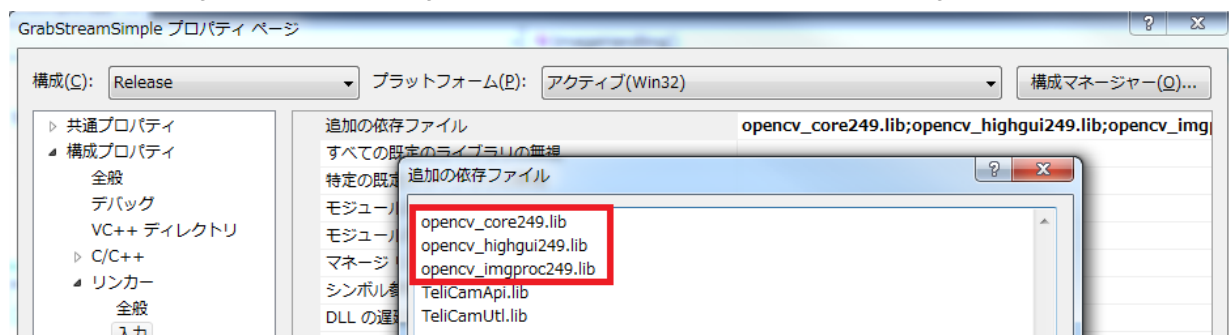 GrabStreamSimple プロパティ ページ
構成(C): Release プラットフォーム(P): アクティブ(Win32) 構成マネージャー(O)...
共通プロパティ
構成プロパティ
全般
デバッグ
VC++ ディレクトリ
C/C++
リンカー
全般
入力
追加の依存ファイル opencv_core249.lib;opencv_highgui249.lib;opencv_img
すべての既定のライブラリの無視
特定の既定
モジュール
モジュール
マネージ
シンボル
DLL の遅延
追加の依存ファイル
opencv_core249.lib
opencv_highgui249.lib
opencv_imgproc249.lib
TeliCamApi.lib
TeliCamUtl.lib